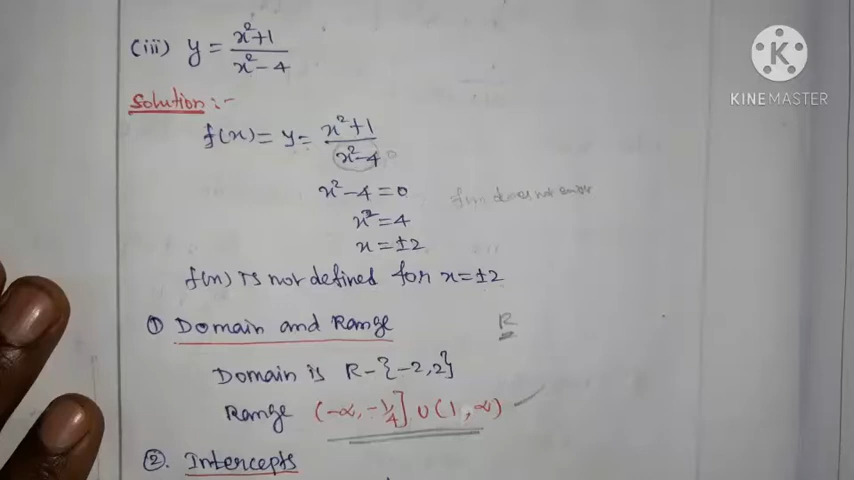 (iii) y = x²+1 / x²-4
Solution :-
f(x) = y = x²+1 / x²-4
x²-4 = 0
x² = 4
x = ±2
f(x) is not defined for x = ±2
① Domain and Range
R
Domain is R-{-2,2}
Range (-∞, -1/4] ∪ (1, ∞)
②. Intercepts
K
KINEMASTER